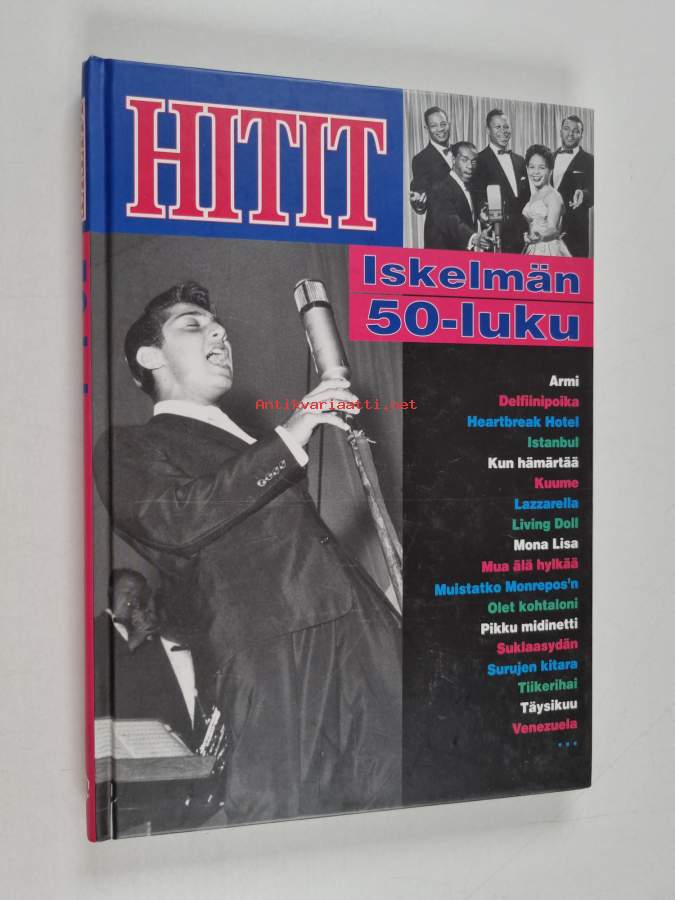 HITIT
Iskelmän
50-luku
Armi
Delfiinipoika
Heartbreak Hotel
Istanbul
Kun hämärtää
Kuume
Lazzarella
Living Doll
Mona Lisa
Mua älä hylkää
Muistatko Monrepos'n
Olet kohtaloni
Pikku midinetti
Suklaasydän
Surujen kitara
Tiikerihai
Täysikuu
Venezuela
...
Antikvariaatti.net